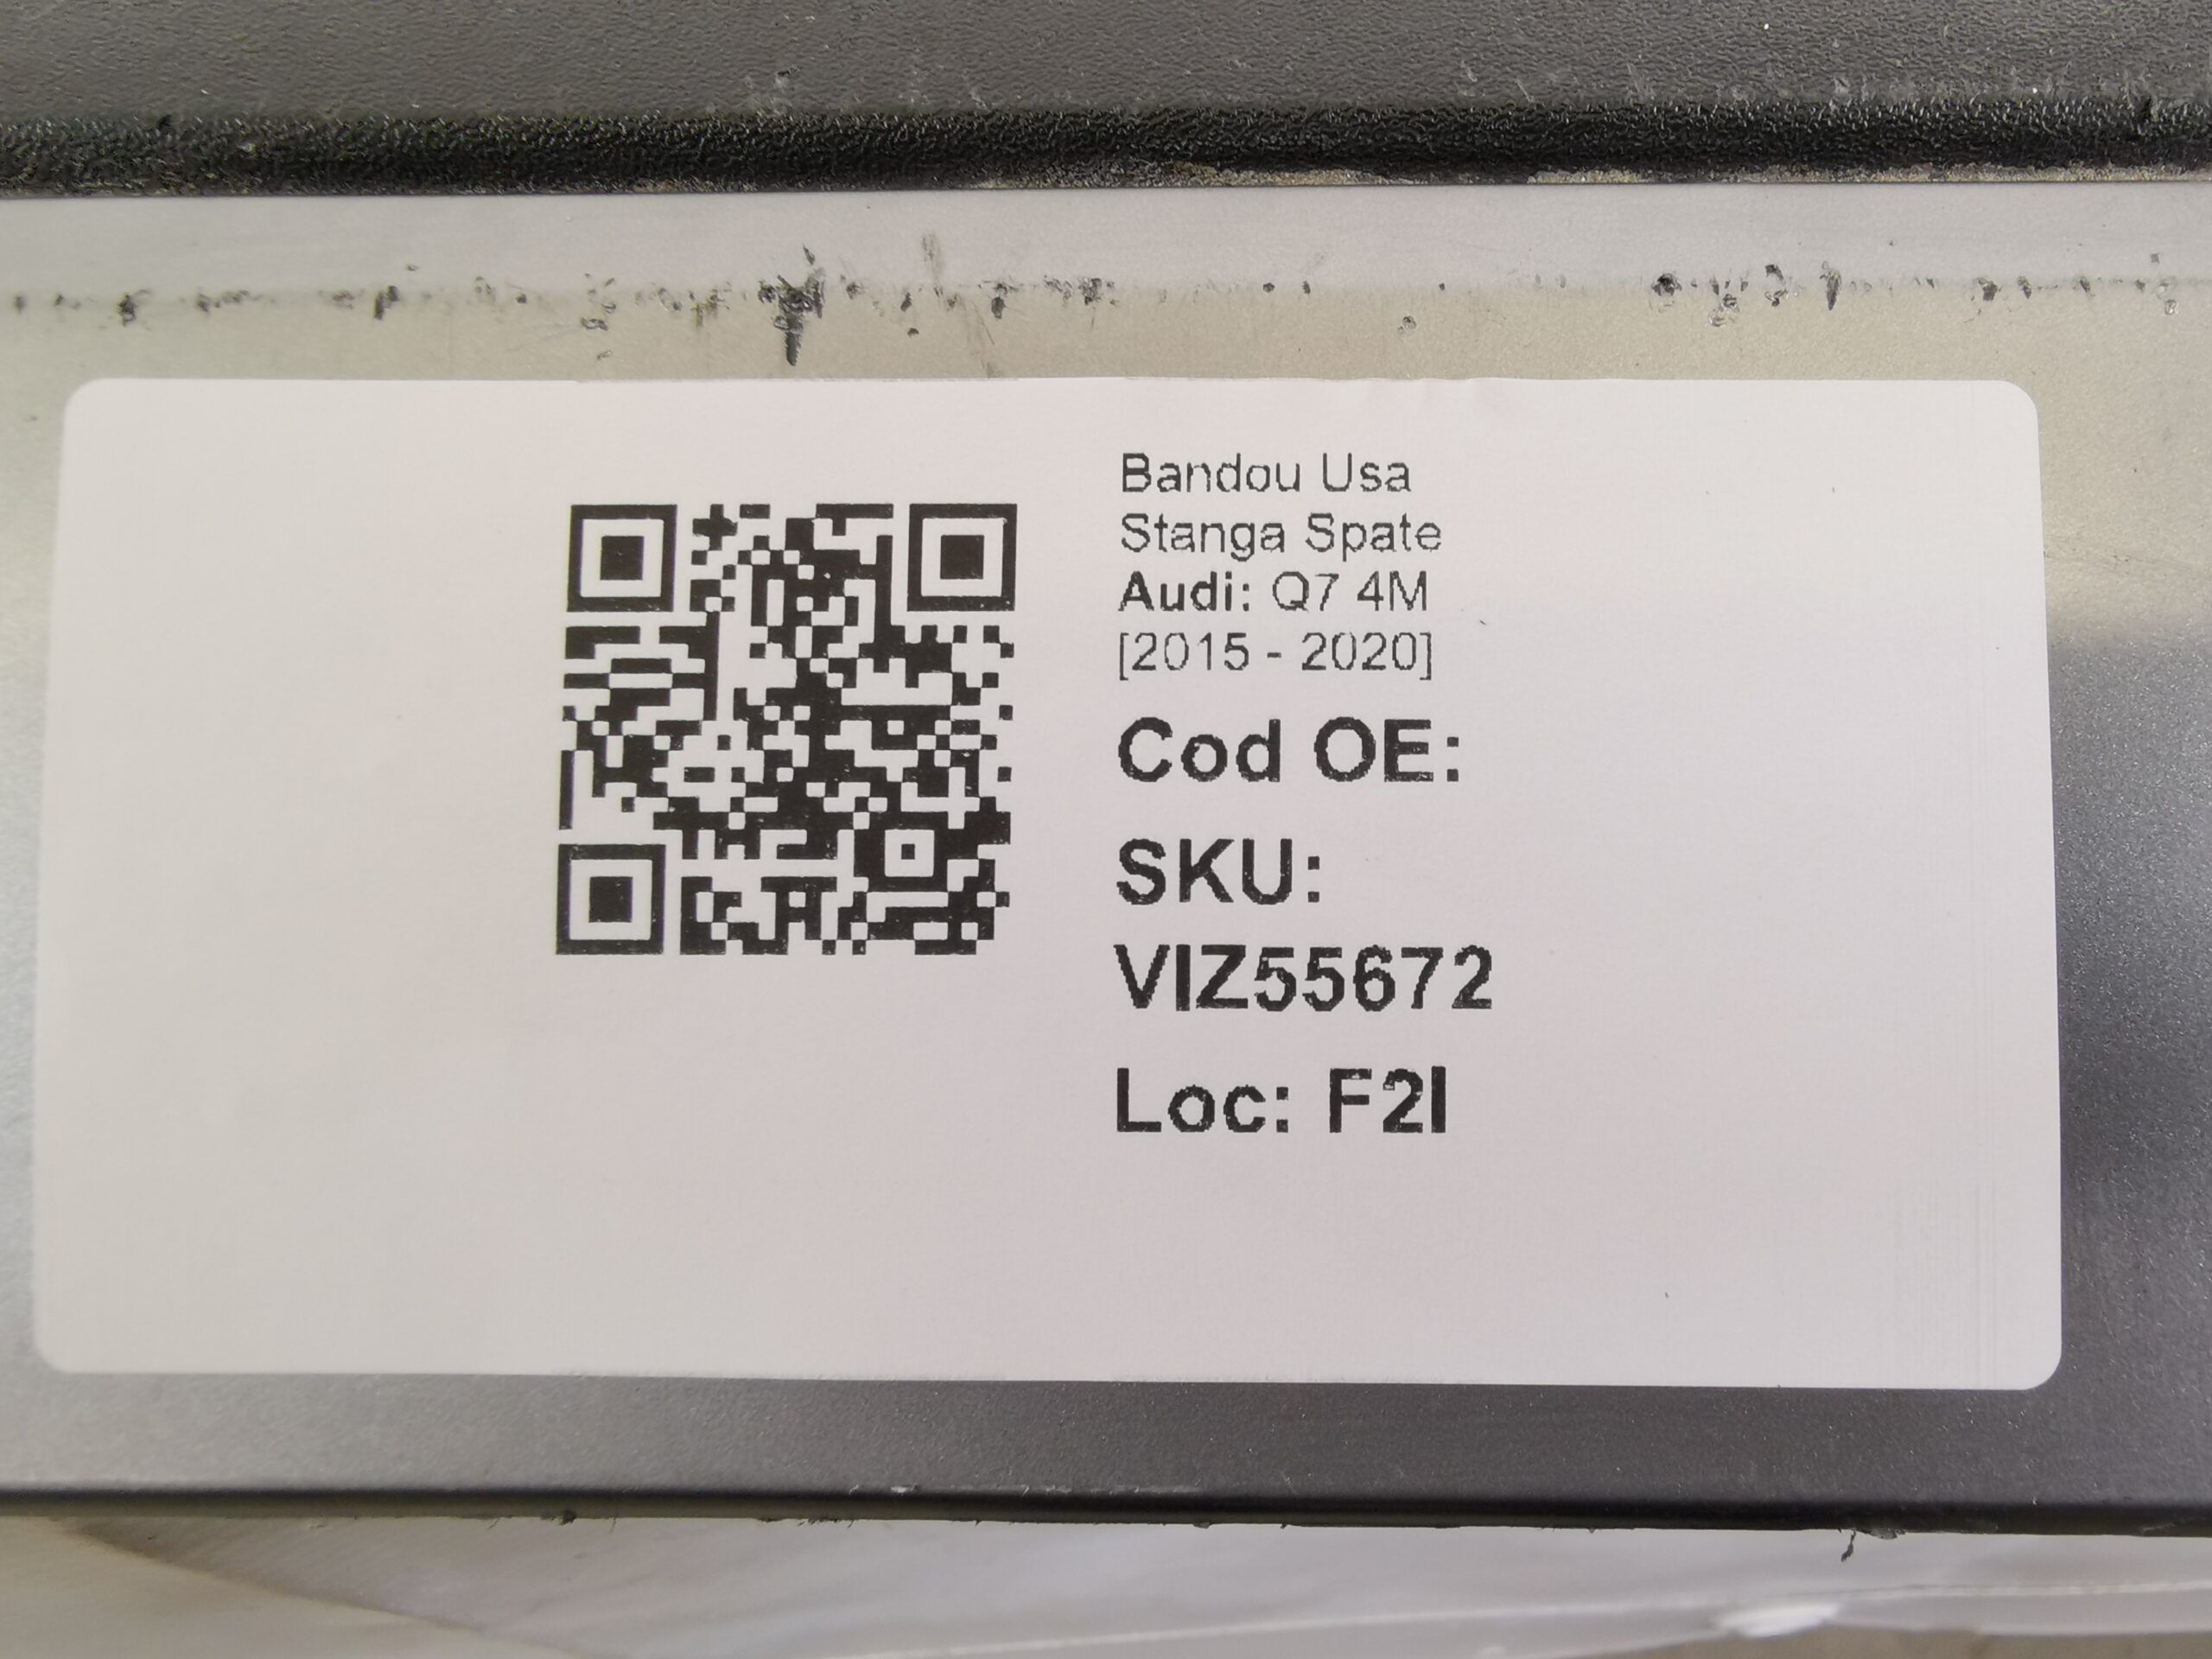 Bandou Usa
Stanga Spate
Audi: Q7 4M
[2015 - 2020]
Cod OE:
SKU:
VIZ55672
Loc: F2I